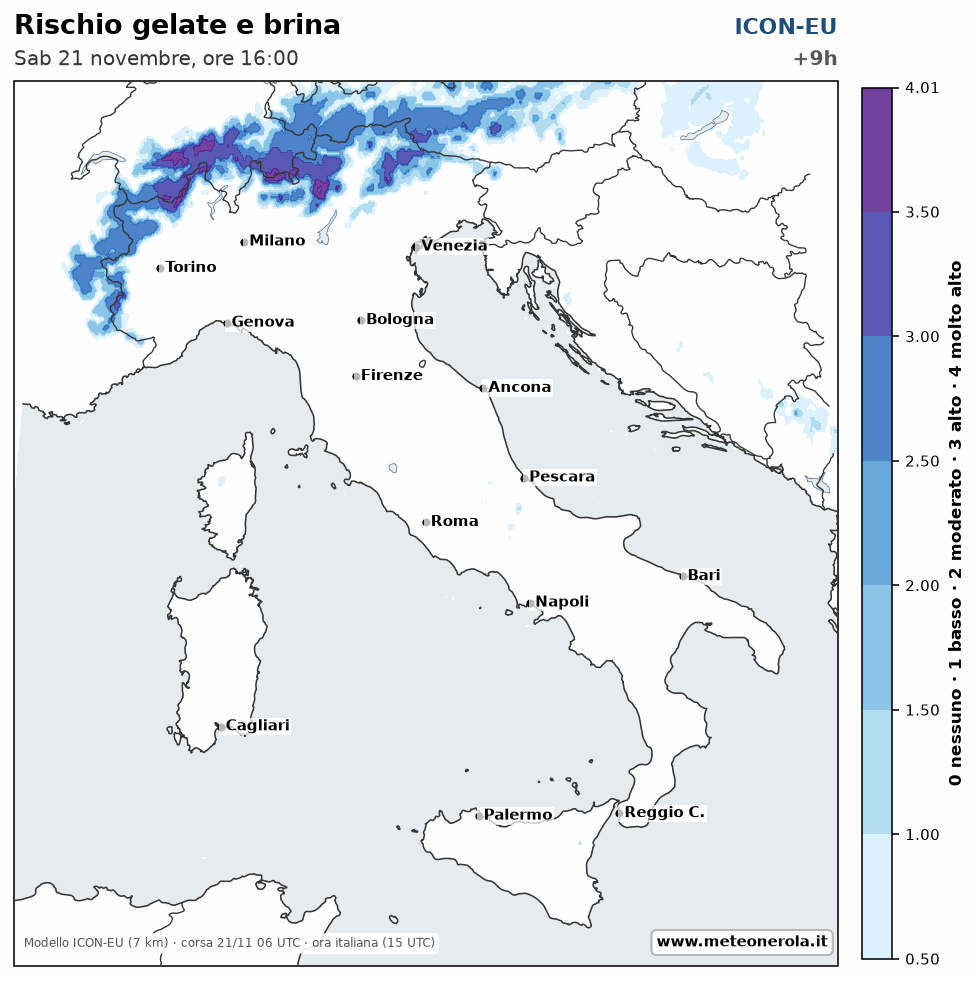 Rischio gelate e brina
ICON-EU
Sab 21 novembre, ore 16:00
+9h
4.01
3.50
3.00
2.50
2.00
1.50
1.00
0.50
0 nessuno · 1 basso · 2 moderato · 3 alto · 4 molto alto
Milano
Venezia
Torino
Genova
Bologna
Firenze
Ancona
Pescara
Roma
Bari
Napoli
Cagliari
Palermo
Reggio C.
Modello ICON-EU (7 km) · corsa 21/11 06 UTC · ora italiana (15 UTC)
www.meteonerola.it